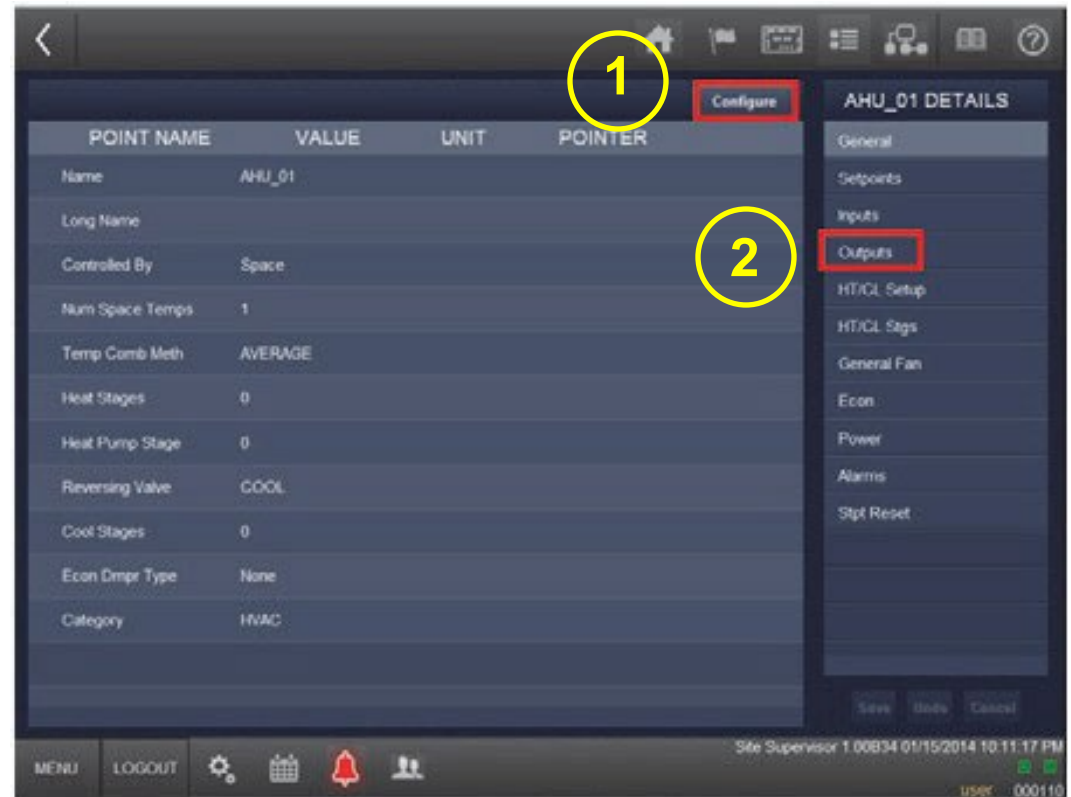 1
Configure
AHU_01 DETAILS
POINT NAME VALUE UNIT POINTER
General
Name AHU_01
Setpoints
Long Name
Inputs
2
Outputs
Controlled By Space
HT/CL Setup
Num Space Temps 1
HT/CL Stgs
Temp Comb Meth AVERAGE
General Fan
Heat Stages 0
Econ
Heat Pump Stage 0
Power
Reversing Valve COOL
Alarms
Stpt Reset
Cool Stages 0
Econ Dmpr Type None
Category HVAC
Save Undo Cancel
Site Supervisor 1.00B34 01/15/2014 10:11:17 PM
MENU LOGOUT
user 000110